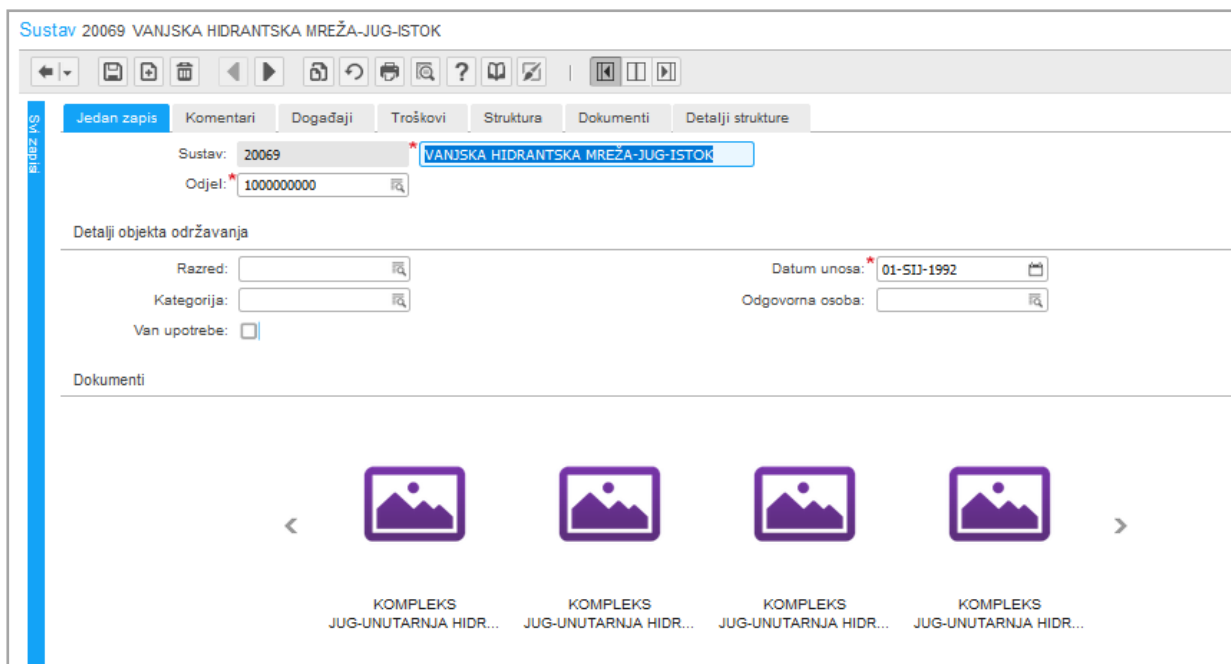 Sustav 20069 VANJSKA HIDRANTSKA MREŽA-JUG-ISTOK
Svi zapisi
Jedan zapis Komentari Događaji Troškovi Struktura Dokumenti Detalji strukture
Sustav: 20069 * VANJSKA HIDRANTSKA MREŽA-JUG-ISTOK
Odjel: * 1000000000
Detalji objekta održavanja
Razred: Datum unosa: * 01-SIJ-1992
Kategorija: Odgovorna osoba:
Van upotrebe:
Dokumenti
KOMPLEKS KOMPLEKS KOMPLEKS KOMPLEKS
JUG-UNUTARNJA HIDR... JUG-UNUTARNJA HIDR... JUG-UNUTARNJA HIDR... JUG-UNUTARNJA HIDR...